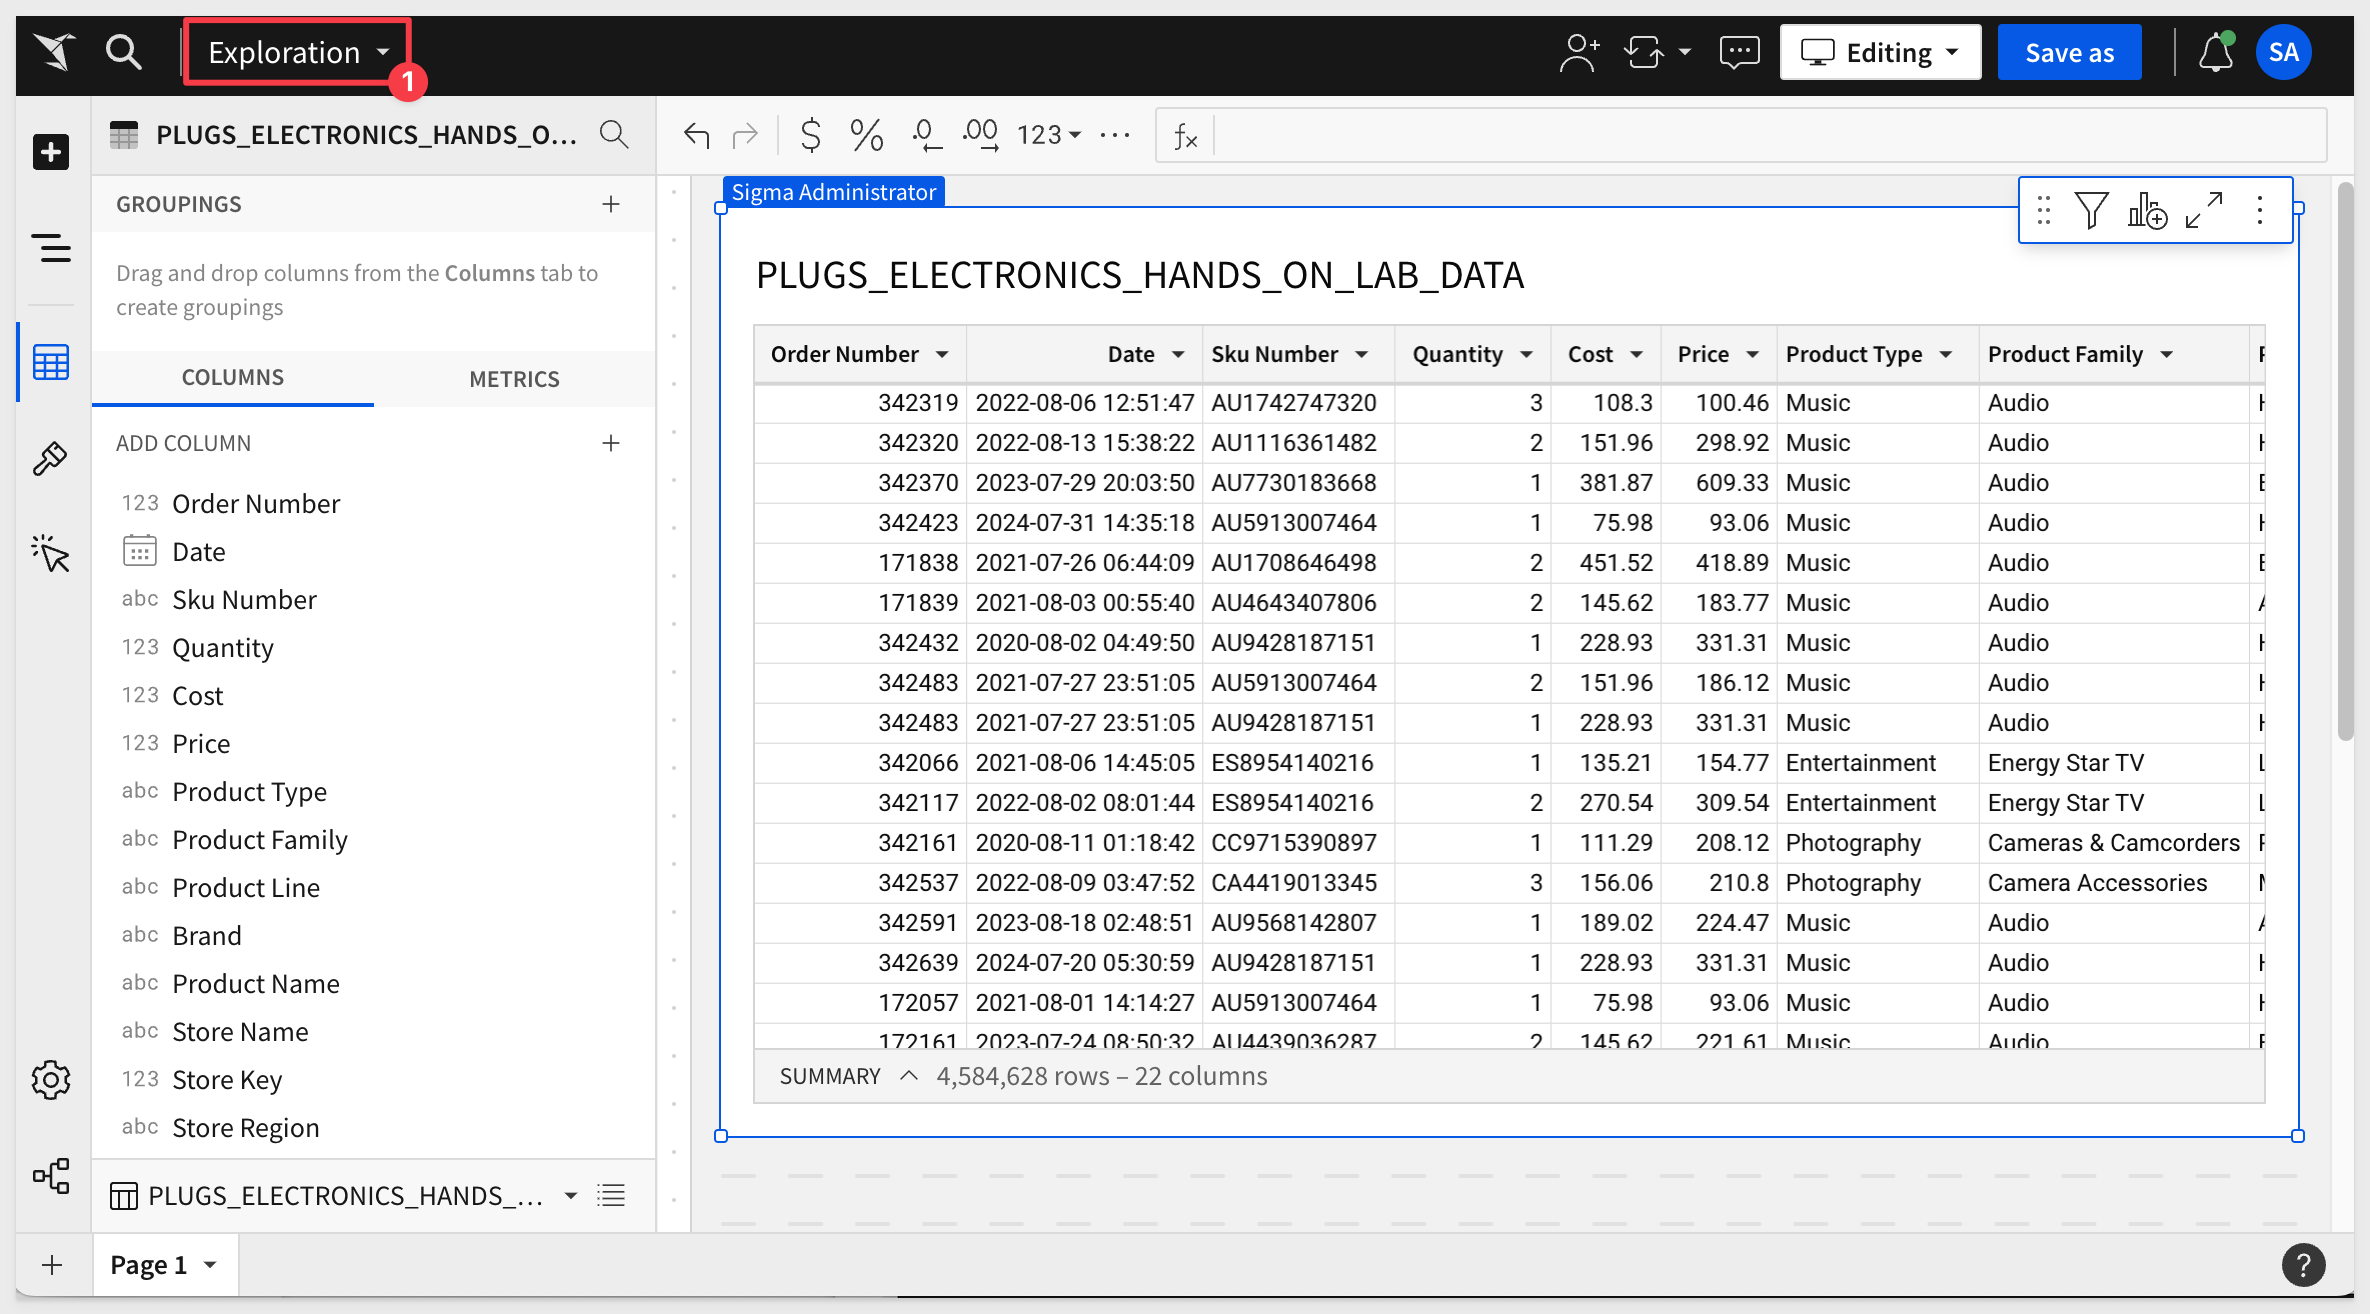 Exploration
1
Editing
Save as
SA
PLUGS_ELECTRONICS_HANDS_O...
$ % .0 .00 123 ...
fx
GROUPINGS
Drag and drop columns from the Columns tab to
create groupings
COLUMNS METRICS
ADD COLUMN
123 Order Number
Date
abc Sku Number
123 Quantity
123 Cost
123 Price
abc Product Type
abc Product Family
abc Product Line
abc Brand
abc Product Name
abc Store Name
123 Store Key
abc Store Region
PLUGS_ELECTRONICS_HANDS_...
Sigma Administrator
PLUGS_ELECTRONICS_HANDS_ON_LAB_DATA
Order Number Date Sku Number Quantity Cost Price Product Type Product Family
342319 2022-08-06 12:51:47 AU1742747320 3 108.3 100.46 Music Audio
342320 2022-08-13 15:38:22 AU1116361482 2 151.96 298.92 Music Audio
342370 2023-07-29 20:03:50 AU7730183668 1 381.87 609.33 Music Audio
342423 2024-07-31 14:35:18 AU5913007464 1 75.98 93.06 Music Audio
171838 2021-07-26 06:44:09 AU1708646498 2 451.52 418.89 Music Audio
171839 2021-08-03 00:55:40 AU4643407806 2 145.62 183.77 Music Audio
342432 2020-08-02 04:49:50 AU9428187151 1 228.93 331.31 Music Audio
342483 2021-07-27 23:51:05 AU5913007464 2 151.96 186.12 Music Audio
342483 2021-07-27 23:51:05 AU9428187151 1 228.93 331.31 Music Audio
342066 2021-08-06 14:45:05 ES8954140216 1 135.21 154.77 Entertainment Energy Star TV
342117 2022-08-02 08:01:44 ES8954140216 2 270.54 309.54 Entertainment Energy Star TV
342161 2020-08-11 01:18:42 CC9715390897 1 111.29 208.12 Photography Cameras & Camcorders
342537 2022-08-09 03:47:52 CA4419013345 3 156.06 210.8 Photography Camera Accessories
342591 2023-08-18 02:48:51 AU9568142807 1 189.02 224.47 Music Audio
342639 2024-07-20 05:30:59 AU9428187151 1 228.93 331.31 Music Audio
172057 2021-08-01 14:14:27 AU5913007464 1 75.98 93.06 Music Audio
172161 2023-07-24 08:50:32 AU4439036287 2 145.62 221.61 Music Audio
SUMMARY 4,584,628 rows – 22 columns
Page 1
?